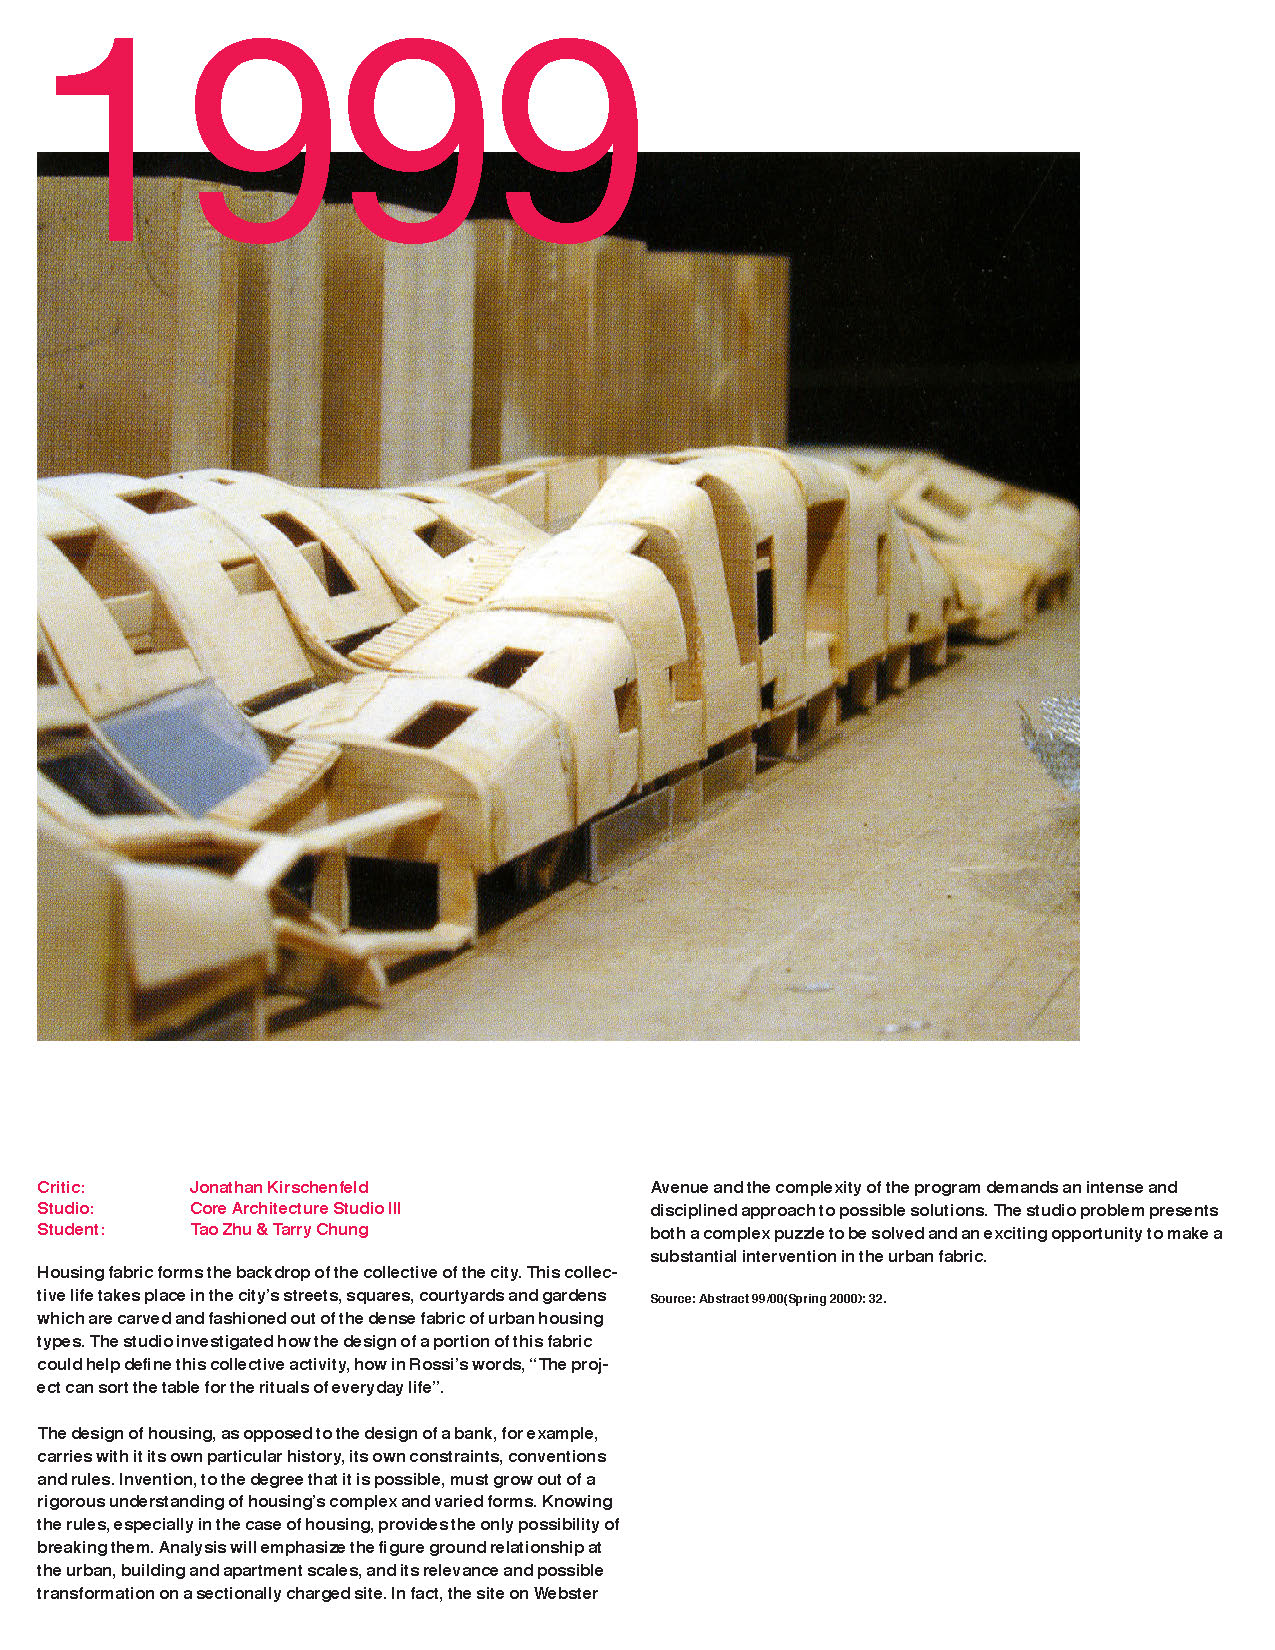 1999
Critic: Jonathan Kirschenfeld
Studio: Core Architecture Studio III
Student: Tao Zhu & Tarry Chung
Housing fabric forms the backdrop of the collective of the city. This collec-
tive life takes place in the city's streets, squares, courtyards and gardens
which are carved and fashioned out of the dense fabric of urban housing
types. The studio investigated how the design of a portion of this fabric
could help define this collective activity, how in Rossi's words, “The proj-
ect can sort the table for the rituals of everyday life”.
The design of housing, as opposed to the design of a bank, for example,
carries with it its own particular history, its own constraints, conventions
and rules. Invention, to the degree that it is possible, must grow out of a
rigorous understanding of housing's complex and varied forms. Knowing
the rules, especially in the case of housing, provides the only possibility of
breaking them. Analysis will emphasize the figure ground relationship at
the urban, building and apartment scales, and its relevance and possible
transformation on a sectionally charged site. In fact, the site on Webster
Avenue and the complexity of the program demands an intense and
disciplined approach to possible solutions. The studio problem presents
both a complex puzzle to be solved and an exciting opportunity to make a
substantial intervention in the urban fabric.
Source: Abstract 99/00(Spring 2000): 32.